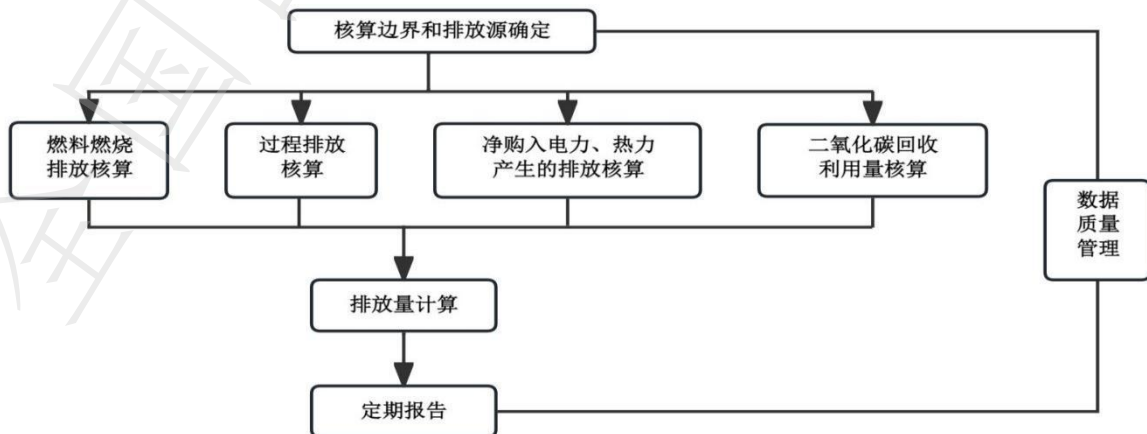 核算边界和排放源确定
燃料燃烧
排放核算
过程排放
核算
净购入电力、热力
产生的排放核算
二氧化碳回收
利用量核算
数据
质量
管理
排放量计算
定期报告
全国